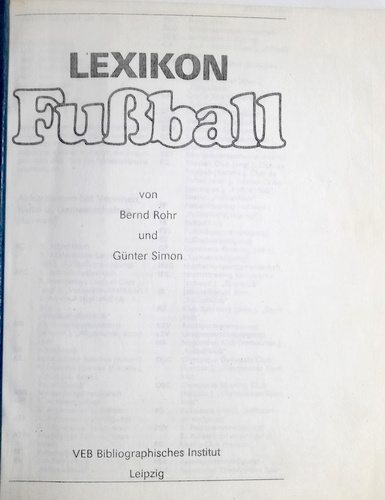 LEXIKON
Fußball
von
Bernd Rohr
und
Günter Simon
VEB Bibliographisches Institut
Leipzig